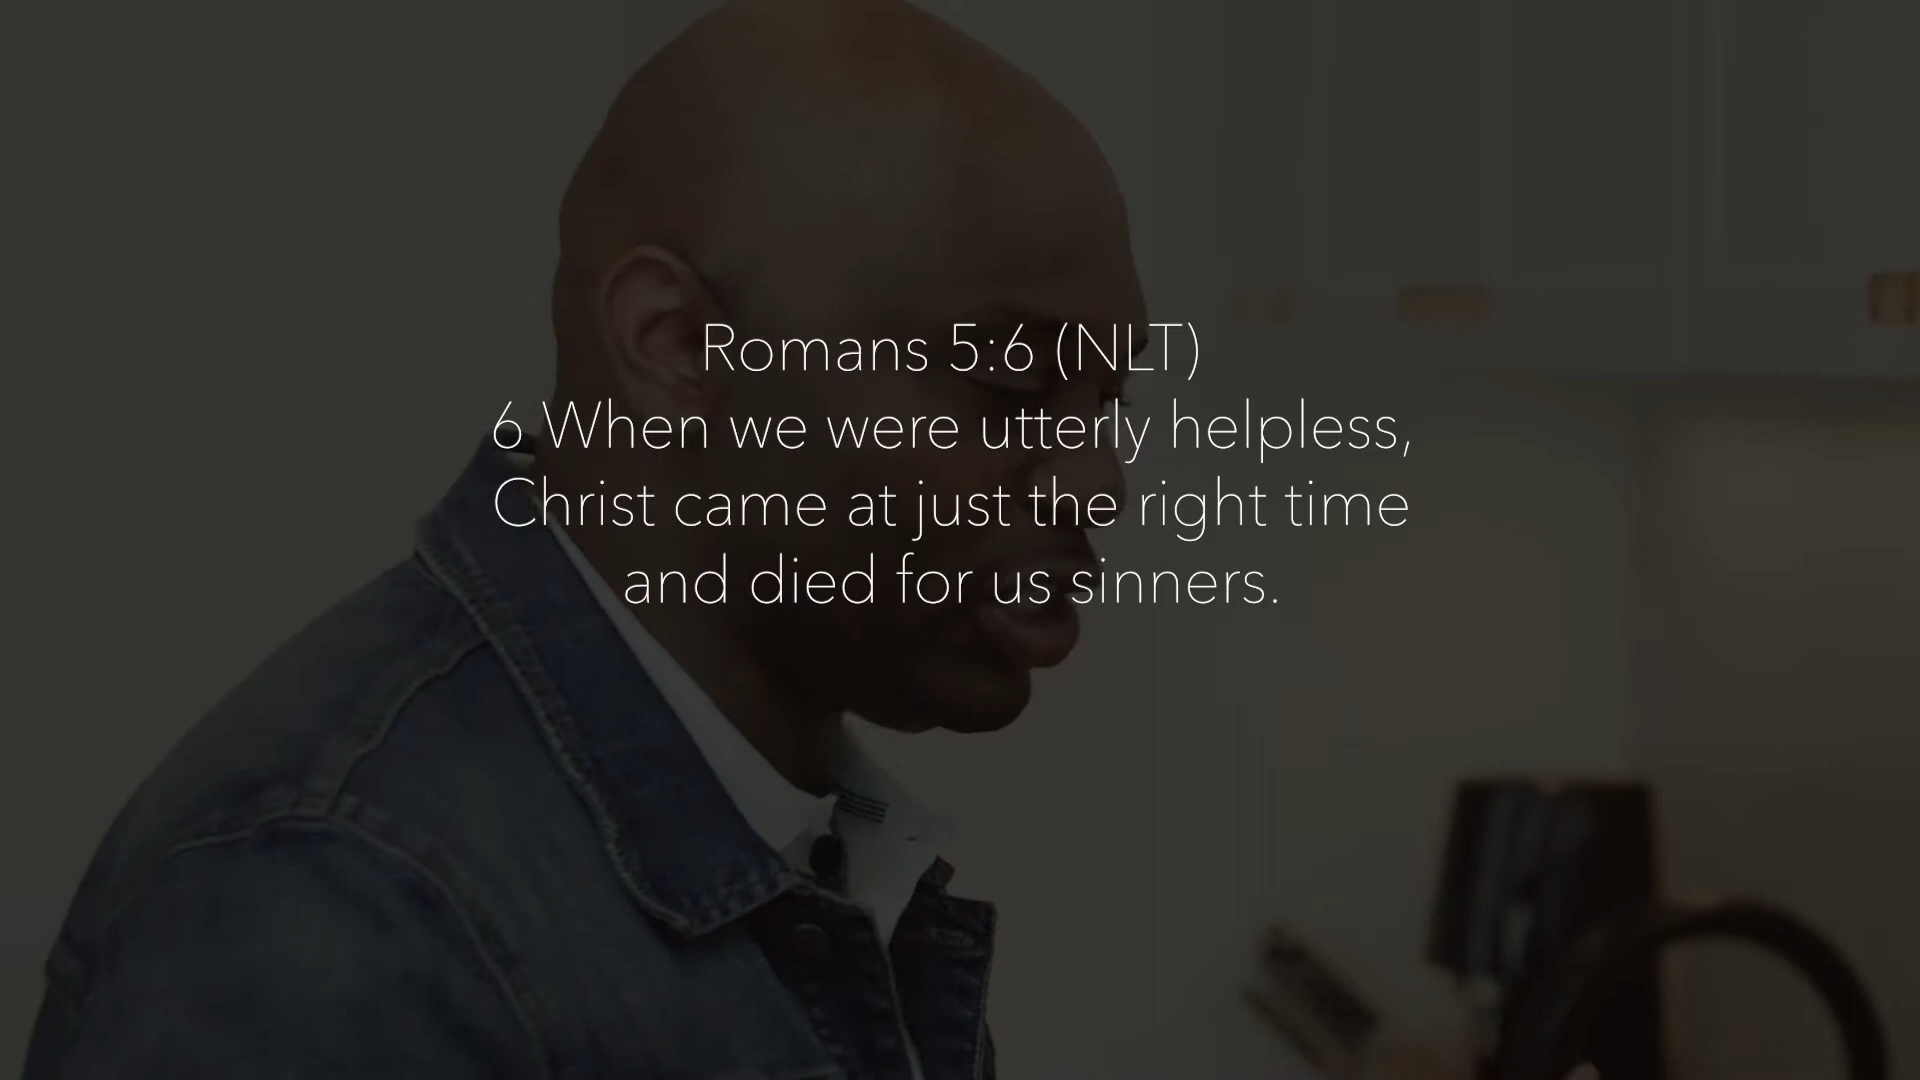 Romans 5:6 (NLT)
6 When we were utterly helpless,
Christ came at just the right time
and died for us sinners.